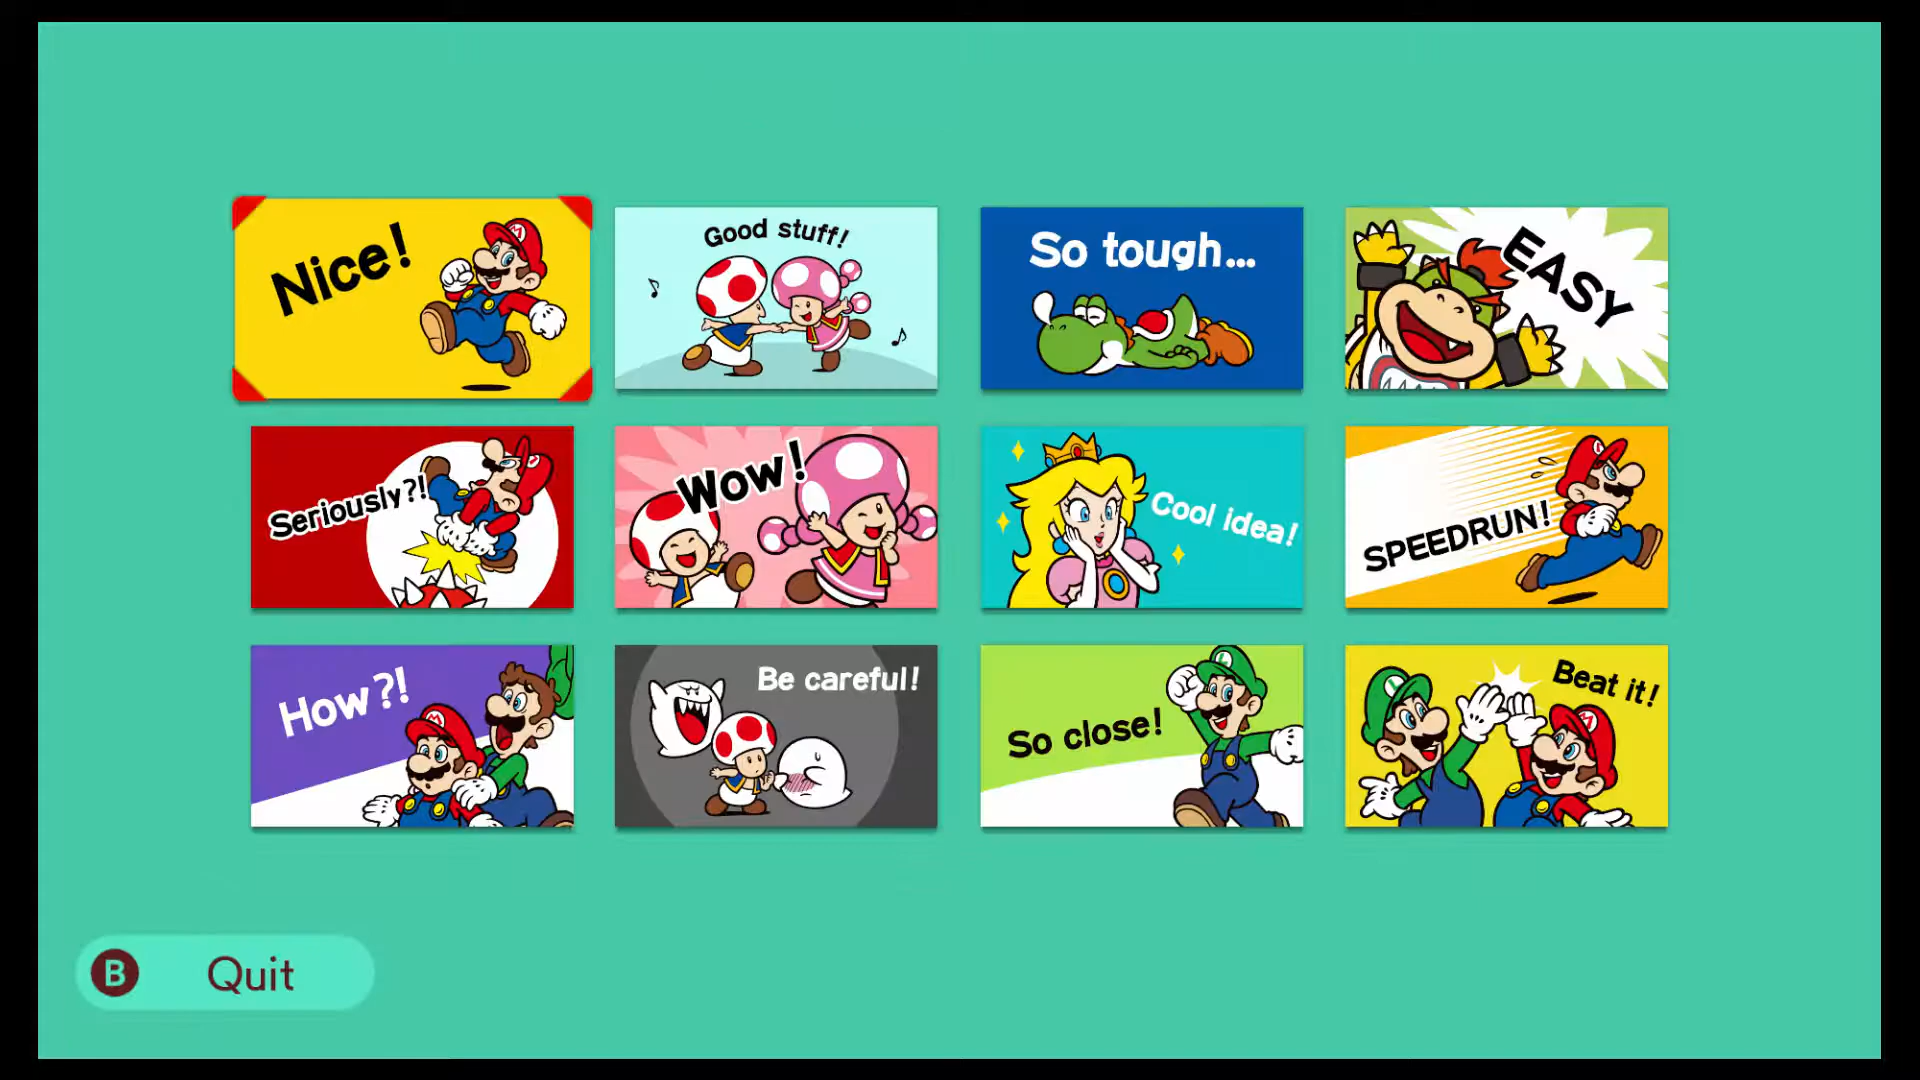 Nice!
Good stuff!
So tough...
EASY
Seriously?!
Wow!
Cool idea!
SPEEDRUN!
How?!
Be careful!
So close!
Beat it!
B Quit